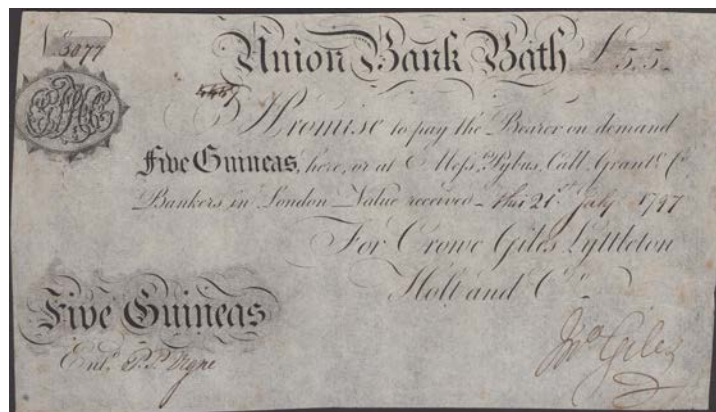 No. 3077
Union Bank Bath £5.5.
I Promise to pay the Bearer on demand
Five Guineas, here, or at Messrs. Pybus, Call, Grant & Co.
Bankers in London Value received this 21st July 1797
For Crowe Giles Lyttleton
Holt and Co.
Five Guineas
Entd. P.P. Vigne
Jno Giles